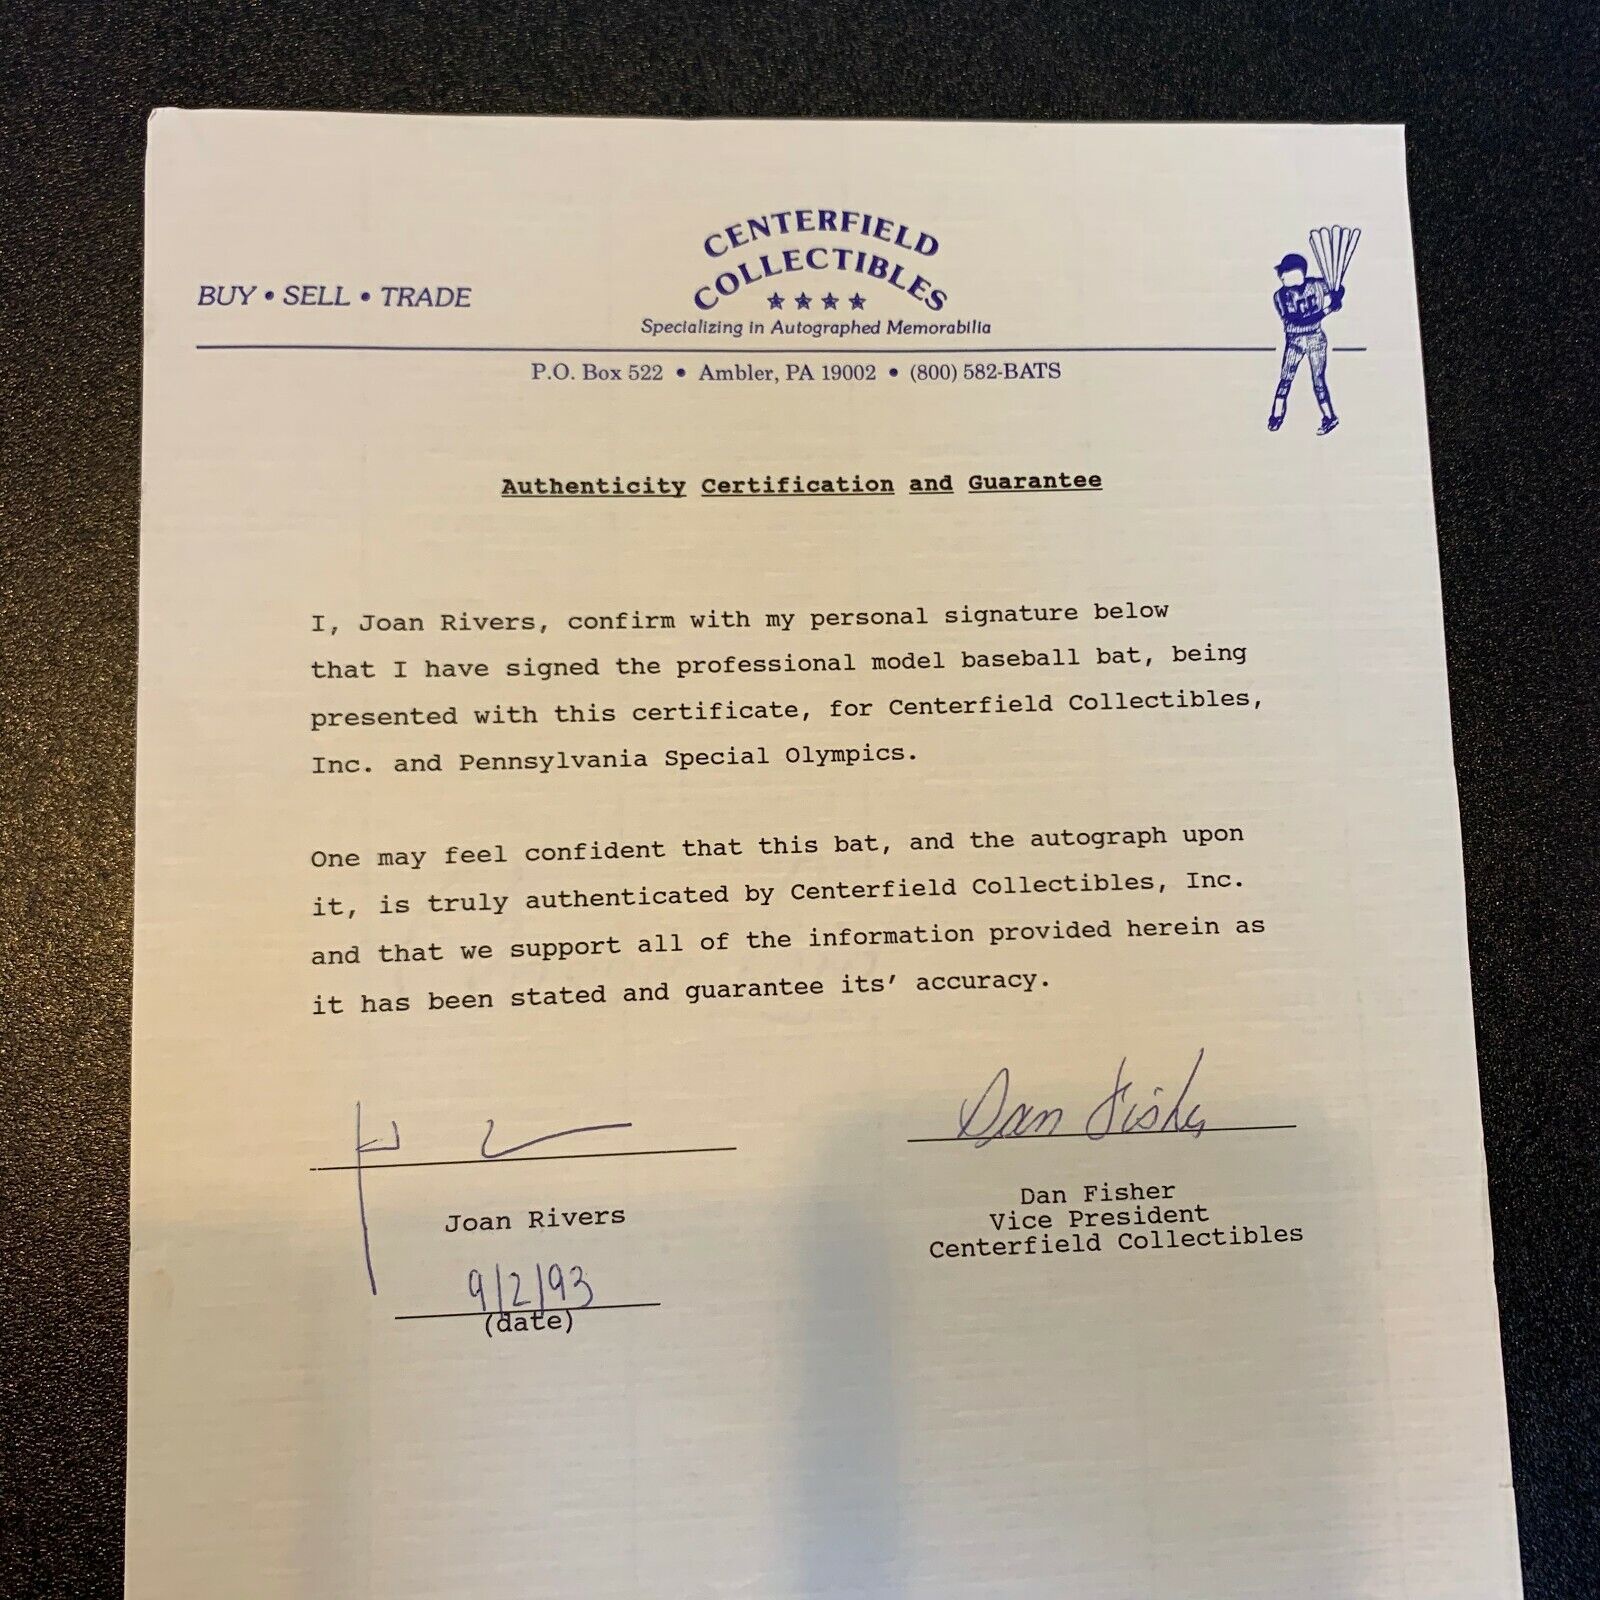 CENTERFIELD
COLLECTIBLES
BUY • SELL • TRADE
Specializing in Autographed Memorabilia
P.O. Box 522 • Ambler, PA 19002 • (800) 582-BATS
Authenticity Certification and Guarantee
I, Joan Rivers, confirm with my personal signature below
that I have signed the professional model baseball bat, being
presented with this certificate, for Centerfield Collectibles,
Inc. and Pennsylvania Special Olympics.
One may feel confident that this bat, and the autograph upon
it, is truly authenticated by Centerfield Collectibles, Inc.
and that we support all of the information provided herein as
it has been stated and guarantee its' accuracy.
Dan Fisher
Joan Rivers
9/2/93
(date)
Dan Fisher
Vice President
Centerfield Collectibles